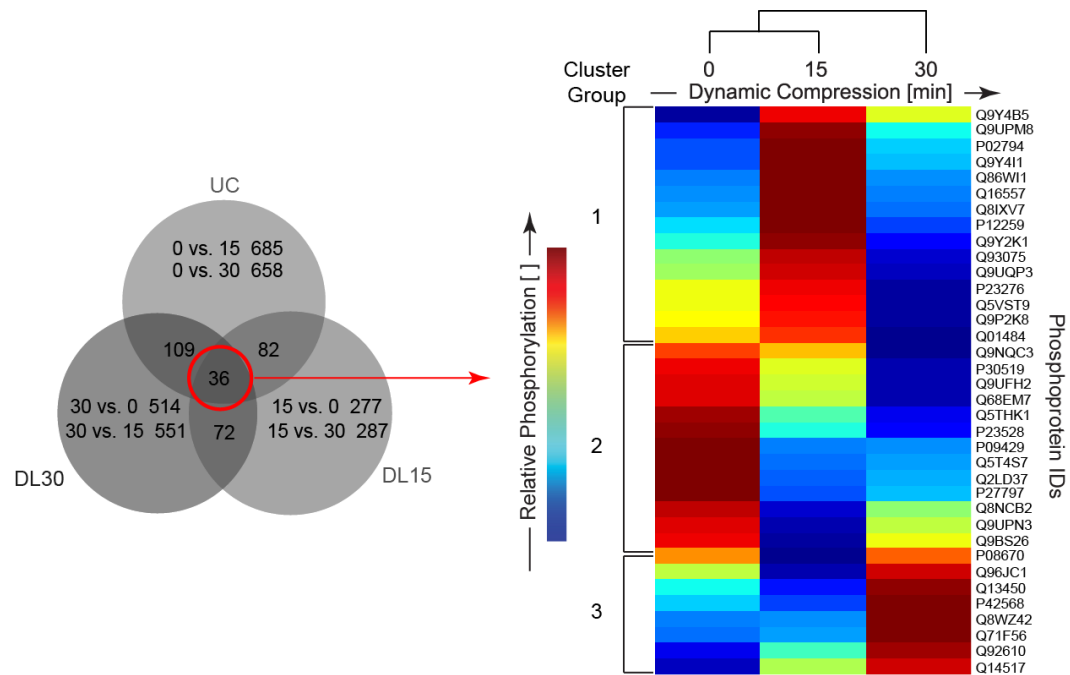 UC
0 vs. 15 685
0 vs. 30 658
109
82
36
30 vs. 0 514
30 vs. 15 551
72
15 vs. 0 277
15 vs. 30 287
DL30
DL15
Relative Phosphorylation [ ]
Cluster
Group
0
15
30
Dynamic Compression [min]
1
2
3
Q9Y4B5
Q9UPM8
P02794
Q9Y4I1
Q86WI1
Q16557
Q8IXV7
P12259
Q9Y2K1
Q93075
Q9UQP3
P23276
Q5VST9
Q9P2K8
Q01484
Q9NQC3
P30519
Q9UFH2
Q68EM7
Q5THK1
P23528
P09429
Q5T4S7
Q2LD37
P27797
Q8NCB2
Q9UPN3
Q9BS26
P08670
Q96JC1
Q13450
P42568
Q8WZ42
Q71F56
Q92610
Q14517
Phosphoprotein IDs